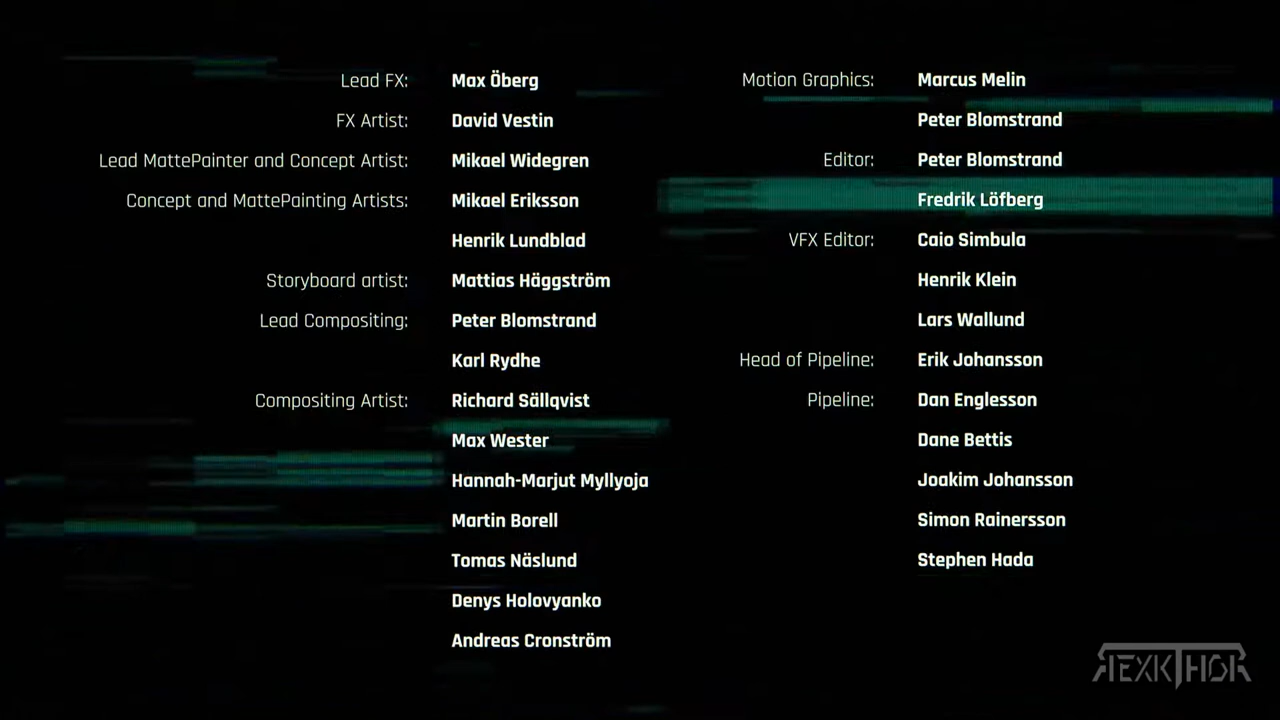 Lead FX: Max Öberg
FX Artist: David Vestin
Lead MattePainter and Concept Artist: Mikael Widegren
Concept and MattePainting Artists: Mikael Eriksson
Henrik Lundblad
Storyboard artist: Mattias Häggström
Lead Compositing: Peter Blomstrand
Karl Rydhe
Compositing Artist: Richard Sällqvist
Max Wester
Hannah-Marjut Myllyoja
Martin Borell
Tomas Näslund
Denys Holovyanko
Andreas Cronström
Motion Graphics: Marcus Melin
Peter Blomstrand
Editor: Peter Blomstrand
Fredrik Löfberg
VFX Editor: Caio Simbula
Henrik Klein
Lars Wallund
Head of Pipeline: Erik Johansson
Pipeline: Dan Englesson
Dane Bettis
Joakim Johansson
Simon Rainersson
Stephen Hada
REXKTHOR